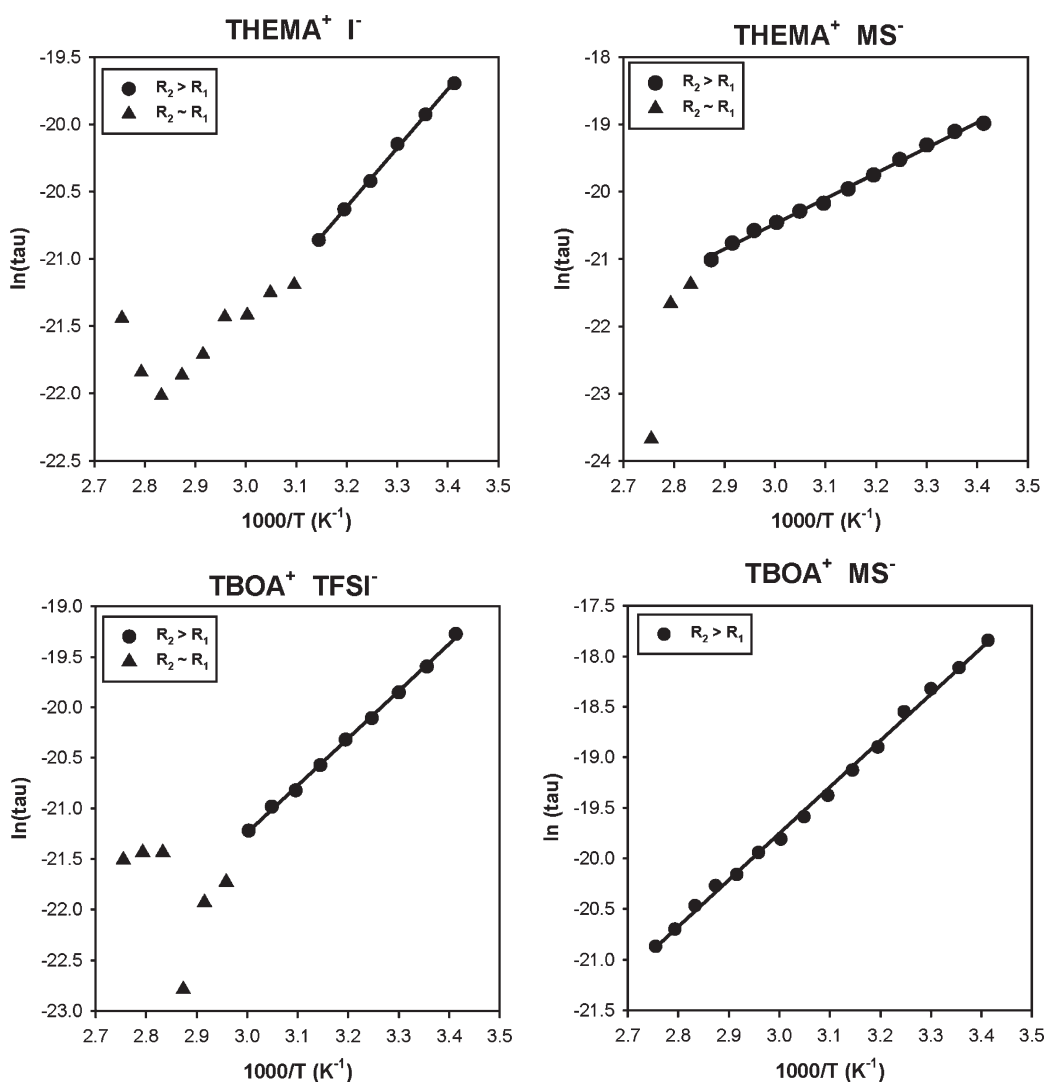 THEMA⁺ I⁻
R₂ > R₁
R₂ ~ R₁
ln(tau)
-19.5
-20.0
-20.5
-21.0
-21.5
-22.0
-22.5
2.7 2.8 2.9 3.0 3.1 3.2 3.3 3.4 3.5
1000/T (K⁻¹)
THEMA⁺ MS⁻
R₂ > R₁
R₂ ~ R₁
ln(tau)
-18
-19
-20
-21
-22
-23
-24
2.7 2.8 2.9 3.0 3.1 3.2 3.3 3.4 3.5
1000/T (K⁻¹)
TBOA⁺ TFSI⁻
R₂ > R₁
R₂ ~ R₁
ln(tau)
-19.0
-19.5
-20.0
-20.5
-21.0
-21.5
-22.0
-22.5
-23.0
2.7 2.8 2.9 3.0 3.1 3.2 3.3 3.4 3.5
1000/T (K⁻¹)
TBOA⁺ MS⁻
R₂ > R₁
ln (tau)
-17.5
-18.0
-18.5
-19.0
-19.5
-20.0
-20.5
-21.0
-21.5
2.7 2.8 2.9 3.0 3.1 3.2 3.3 3.4 3.5
1000/T (K⁻¹)